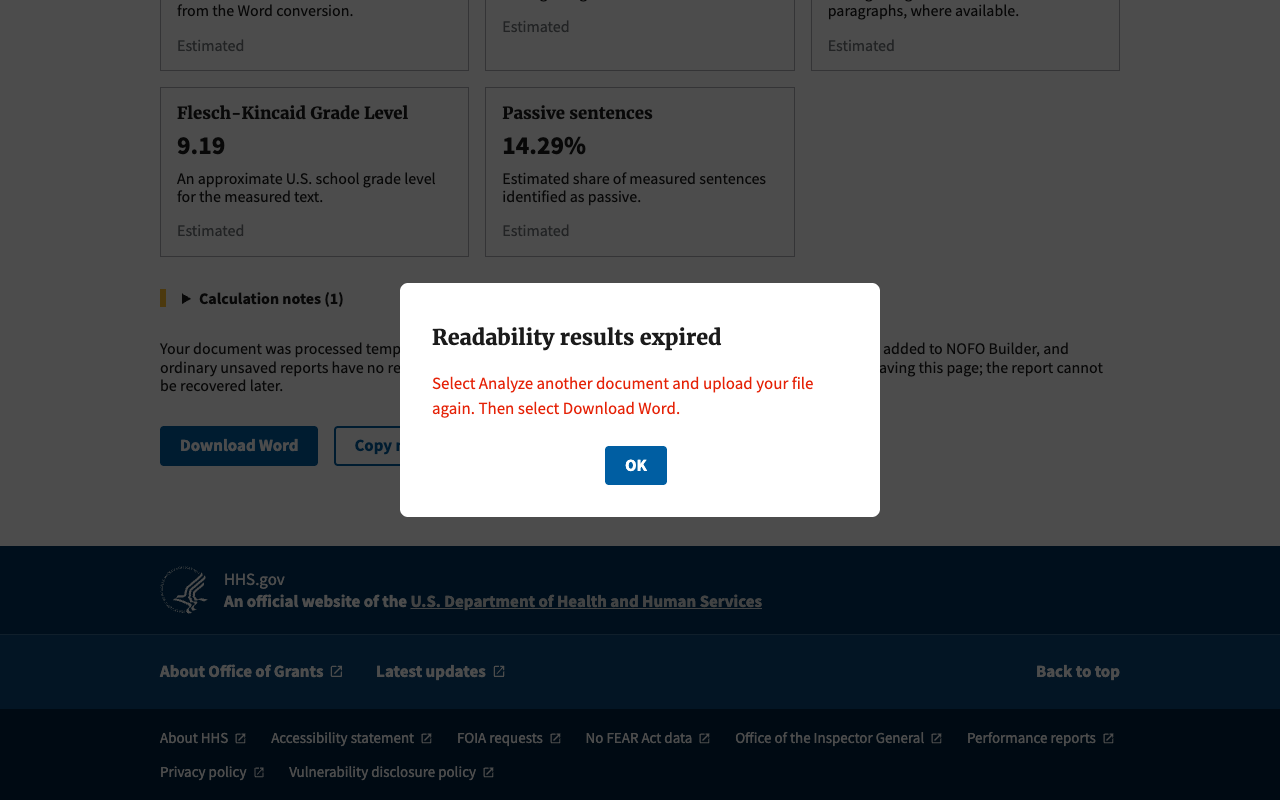 from the Word conversion.
Estimated
Estimated
paragraphs, where available.
Estimated
Flesch-Kincaid Grade Level
9.19
An approximate U.S. school grade level
for the measured text.
Estimated
Passive sentences
14.29%
Estimated share of measured sentences
identified as passive.
Estimated
Calculation notes (1)
Your document was processed temp
added to NOFO Builder, and
ordinary unsaved reports have no re
aving this page; the report cannot
be recovered later.
Download Word
Copy
Readability results expired
Select Analyze another document and upload your file
again. Then select Download Word.
OK
HHS.gov
An official website of the U.S. Department of Health and Human Services
About Office of Grants
Latest updates
Back to top
About HHS
Accessibility statement
FOIA requests
No FEAR Act data
Office of the Inspector General
Performance reports
Privacy policy
Vulnerability disclosure policy